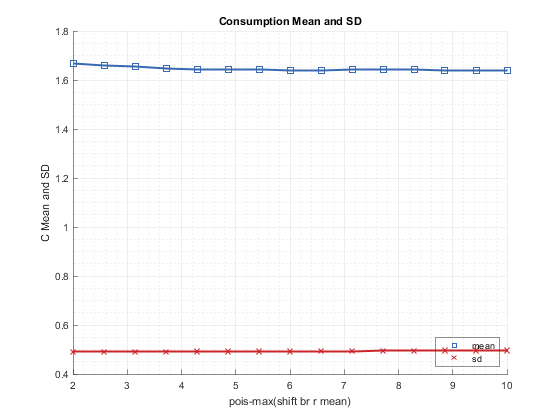 Consumption Mean and SD
1.8
1.6
1.4
1.2
1
0.8
0.6
0.4
C Mean and SD
2 3 4 5 6 7 8 9 10
pois-max(shift br r mean)
mean
sd